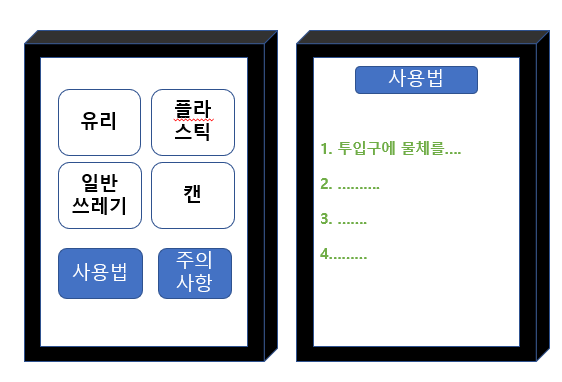 유리
플라
스틱
일반
쓰레기
캔
사용법
주의
사항
사용법
1. 투입구에 물체를....
2. ..........
3. .......
4.........